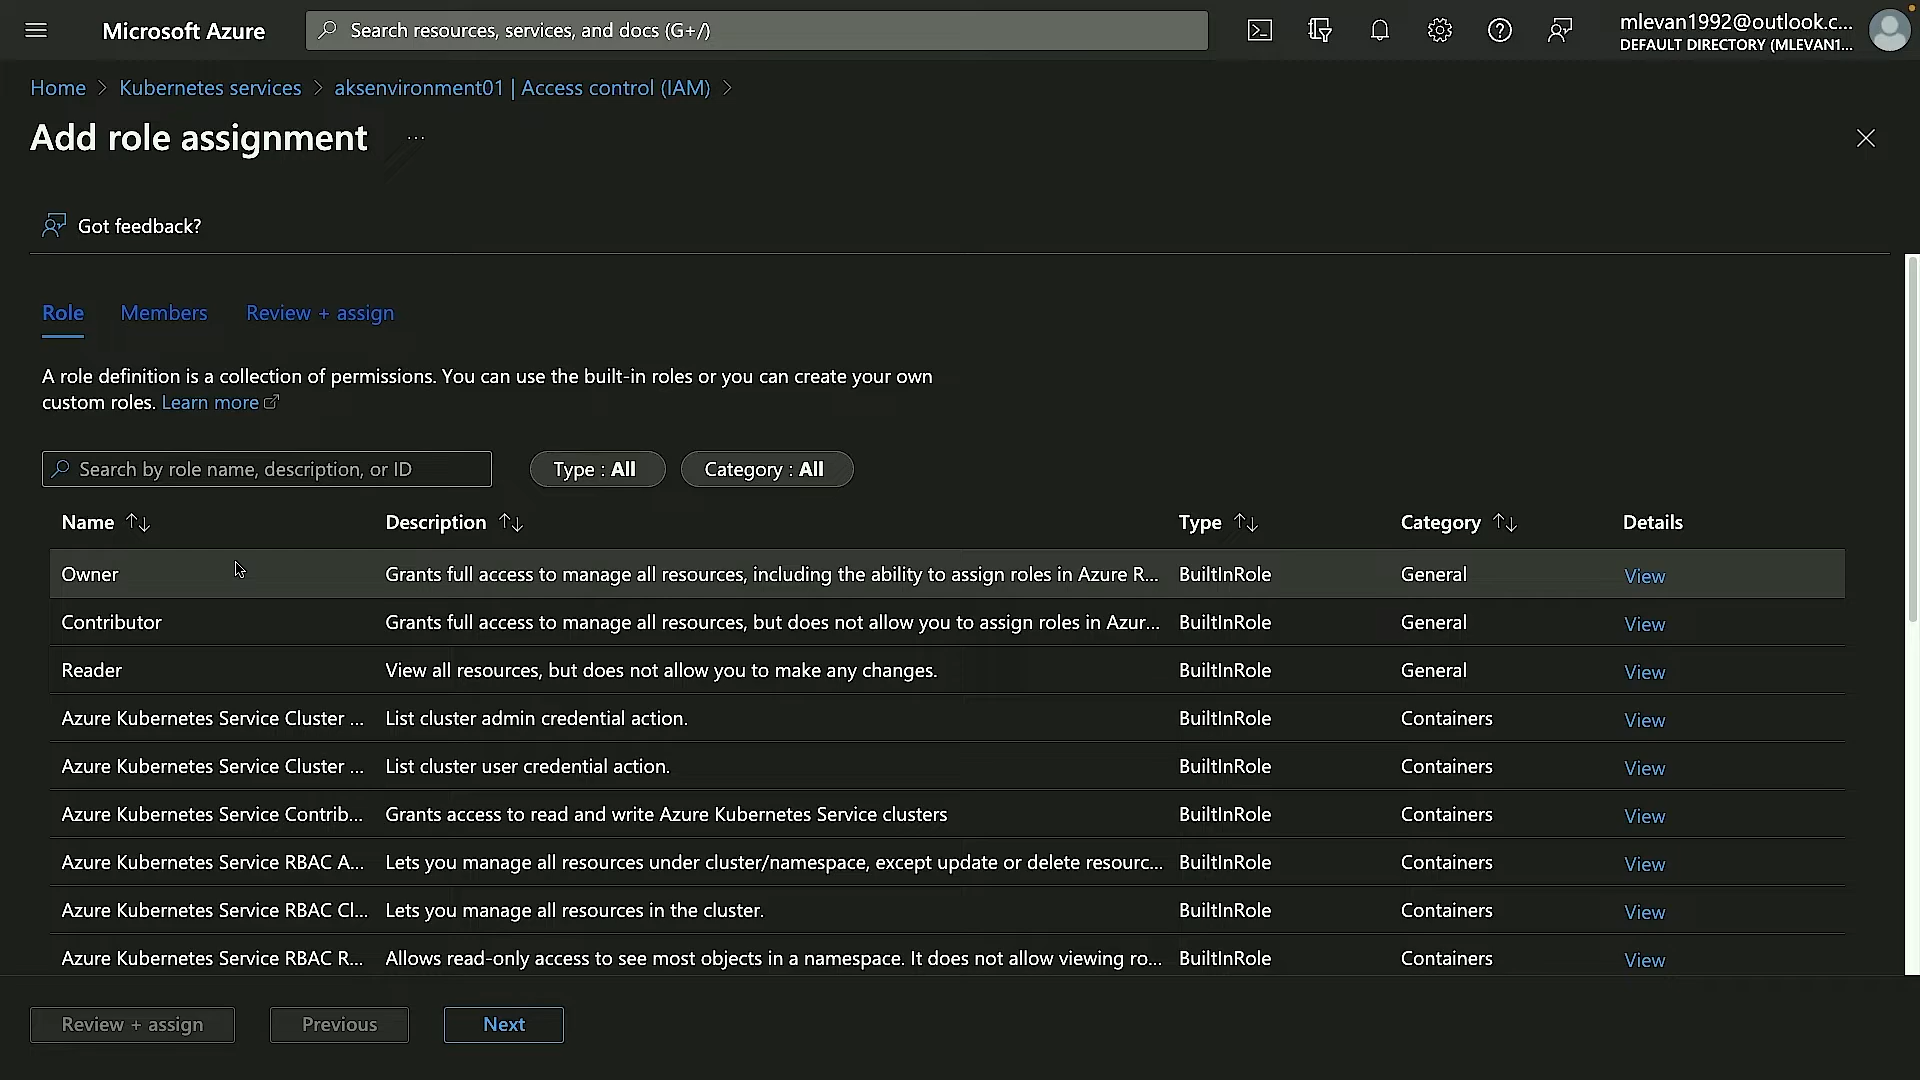 Microsoft Azure
Search resources, services, and docs (G+/)
mlevan1992@outlook.c...
DEFAULT DIRECTORY (MLEVAN1...
Home > Kubernetes services > aksenvironment01 | Access control (IAM) >
Add role assignment ...
Got feedback?
Role Members Review + assign
A role definition is a collection of permissions. You can use the built-in roles or you can create your own
custom roles. Learn more
Search by role name, description, or ID Type : All Category : All
Name ↑↓ Description ↑↓ Type ↑↓ Category ↑↓ Details
Owner Grants full access to manage all resources, including the ability to assign roles in Azure R... BuiltInRole General View
Contributor Grants full access to manage all resources, but does not allow you to assign roles in Azur... BuiltInRole General View
Reader View all resources, but does not allow you to make any changes. BuiltInRole General View
Azure Kubernetes Service Cluster ... List cluster admin credential action. BuiltInRole Containers View
Azure Kubernetes Service Cluster ... List cluster user credential action. BuiltInRole Containers View
Azure Kubernetes Service Contrib... Grants access to read and write Azure Kubernetes Service clusters BuiltInRole Containers View
Azure Kubernetes Service RBAC A... Lets you manage all resources under cluster/namespace, except update or delete resourc... BuiltInRole Containers View
Azure Kubernetes Service RBAC Cl... Lets you manage all resources in the cluster. BuiltInRole Containers View
Azure Kubernetes Service RBAC R... Allows read-only access to see most objects in a namespace. It does not allow viewing ro... BuiltInRole Containers View
Review + assign Previous Next